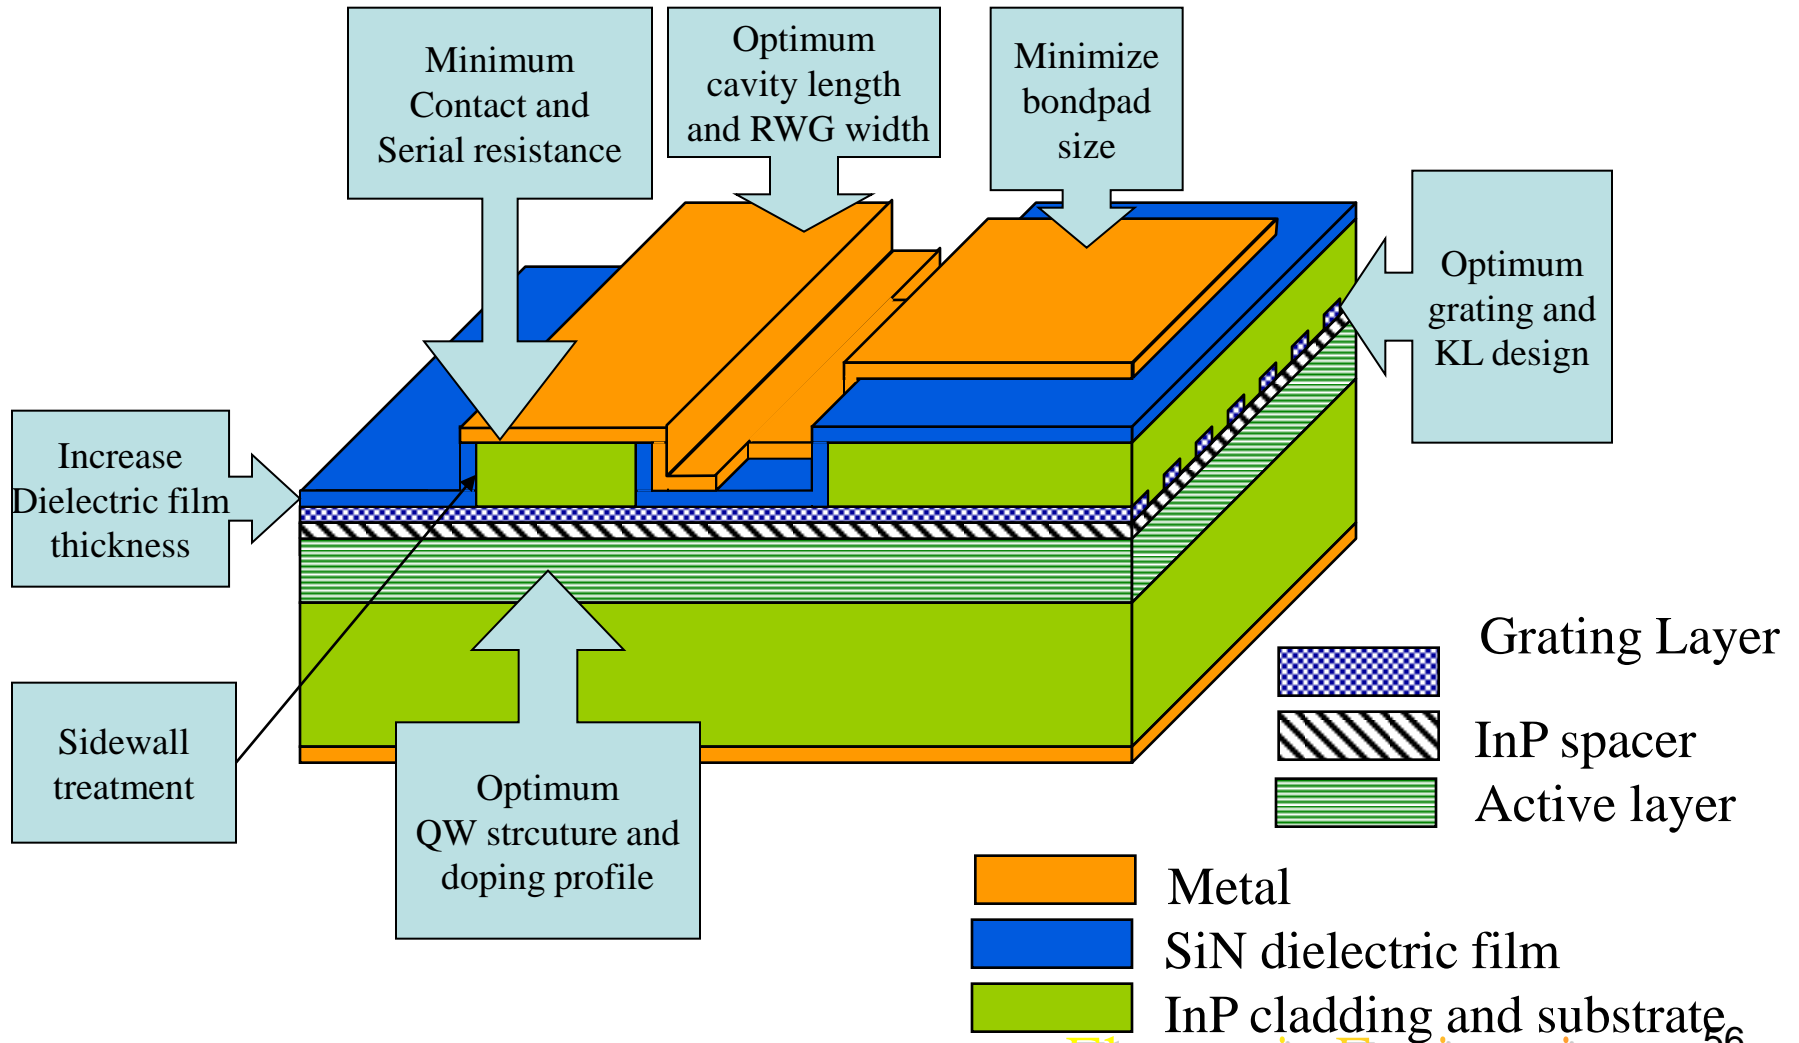 Minimum
Contact and
Serial resistance
Optimum
cavity length
and RWG width
Minimize
bondpad
size
Optimum
grating and
KL design
Increase
Dielectric film
thickness
Sidewall
treatment
Optimum
QW strcuture and
doping profile
Grating Layer
InP spacer
Active layer
Metal
SiN dielectric film
InP cladding and substrate
56